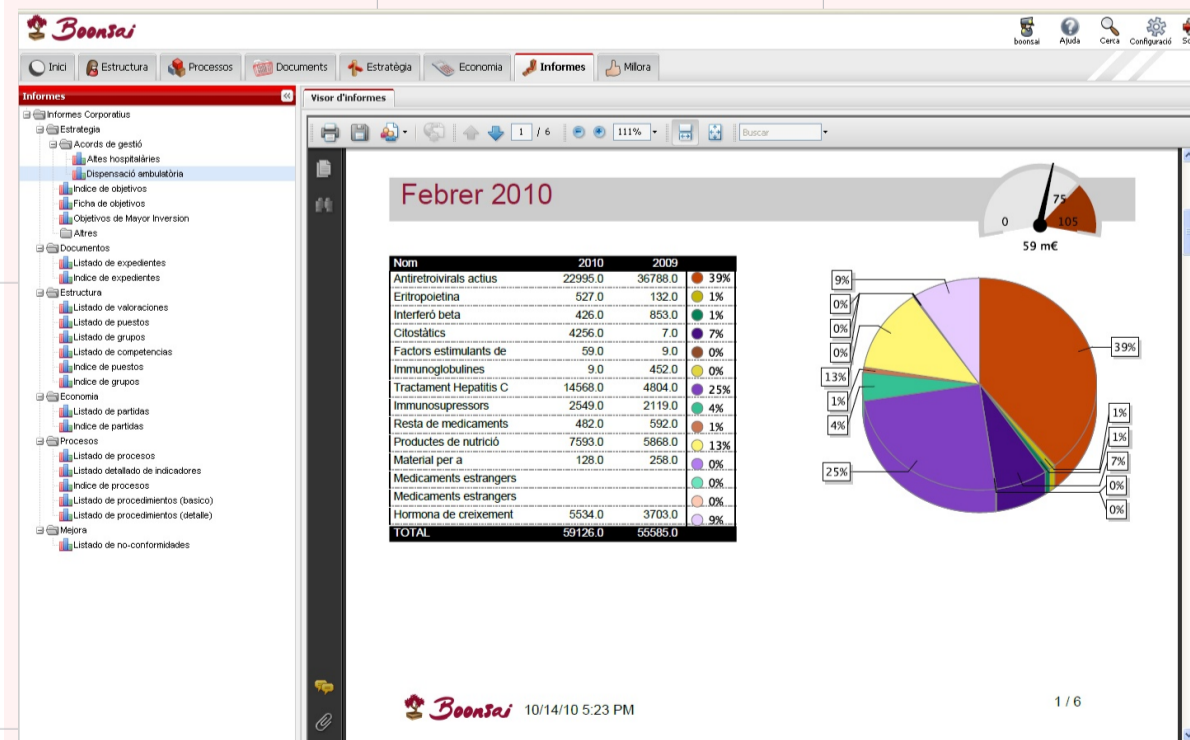 Boonsai
boonsai Ajuda Cerca Configuració
Inici Estructura Processos Documents Estratègia Economia Informes Millora
Informes
Informes Corporatius
Estrategia
Acords de gestió
Altes hospitalàries
Dispensació ambulatòria
Indice de objetivos
Ficha de objetivos
Objetivos de Mayor Inversion
Altres
Documentos
Listado de expedientes
Indice de expedientes
Estructura
Listado de valoraciones
Listado de puestos
Listado de grupos
Listado de competencias
Indice de puestos
Indice de grupos
Economia
Listado de partidas
Indice de partidas
Procesos
Listado de procesos
Listado detallado de indicadores
Indice de procesos
Listado de procedimientos (basico)
Listado de procedimientos (detalle)
Mejora
Listado de no-conformidades
Visor d'informes
1 / 6 111% Buscar
Febrer 2010
0 75 105
59 m€
Nom 2010 2009
Antiretrovirals actius 22995.0 36788.0 39%
Eritropoietina 527.0 132.0 1%
Interferó beta 426.0 853.0 1%
Citostàtics 4256.0 7.0 7%
Factors estimulants de 59.0 9.0 0%
Immunoglobulines 9.0 452.0 0%
Tractament Hepatitis C 14568.0 4804.0 25%
Immunosupressors 2549.0 2119.0 4%
Resta de medicaments 482.0 592.0 1%
Productes de nutrició 7593.0 5868.0 13%
Material per a 128.0 258.0 0%
Medicaments estrangers 0%
Medicaments estrangers 0%
Hormona de creixement 5534.0 3703.0 9%
TOTAL 59126.0 55585.0
9%
0%
0%
0%
13%
1%
4%
25%
39%
1%
1%
7%
0%
0%
Boonsai 10/14/10 5:23 PM
1 / 6